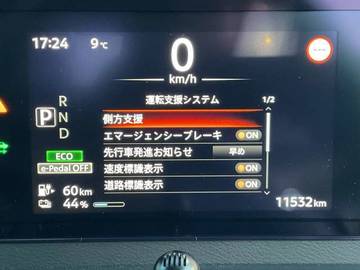 17:24 9℃
0
km/h
運転支援システム 1/2
R
N
P
D
側方支援
エマージェンシーブレーキ ON
先行車発進お知らせ 早め
速度標識表示 ON
道路標識表示 ON
ECO
e-Pedal OFF
60km
44%
11532km